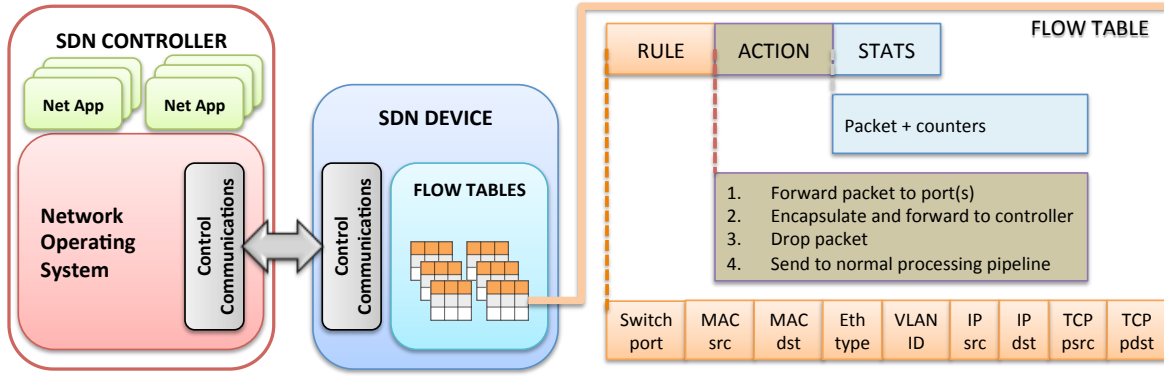 SDN CONTROLLER
Net App
Net App
Network
Operating
System
Control
Communications
SDN DEVICE
Control
Communications
FLOW TABLES
FLOW TABLE
RULE
ACTION
STATS
Packet + counters
1. Forward packet to port(s)
2. Encapsulate and forward to controller
3. Drop packet
4. Send to normal processing pipeline
Switch
port
MAC
src
MAC
dst
Eth
type
VLAN
ID
IP
src
IP
dst
TCP
psrc
TCP
pdst